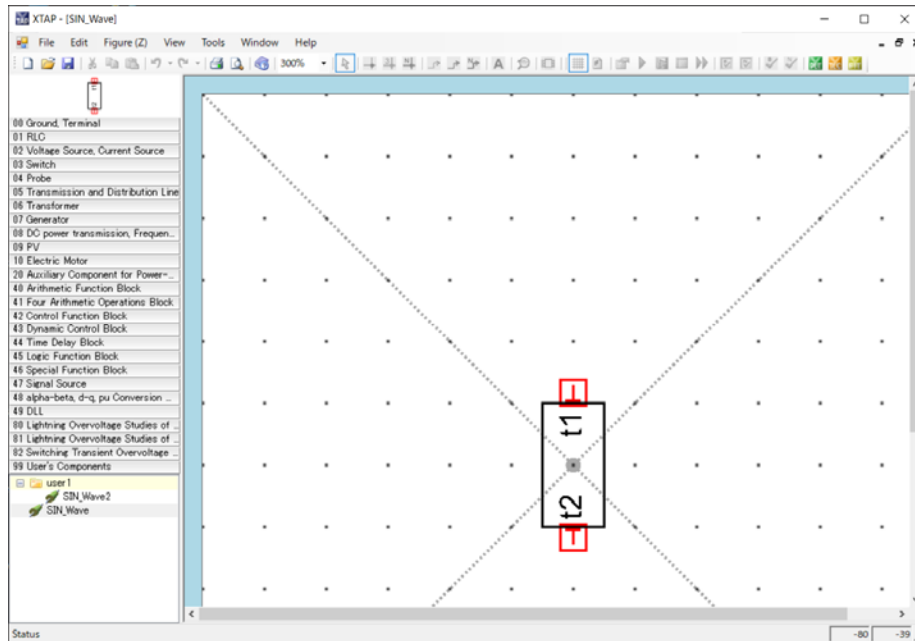 XTAP - [SIN_Wave]
File Edit Figure (Z) View Tools Window Help
300%
00 Ground, Terminal
01 RLC
02 Voltage Source, Current Source
03 Switch
04 Probe
05 Transmission and Distribution Line
06 Transformer
07 Generator
08 DC power transmission, Frequen...
09 PV
10 Electric Motor
20 Auxiliary Component for Power-...
40 Arithmetic Function Block
41 Four Arithmetic Operations Block
42 Control Function Block
43 Dynamic Control Block
44 Time Delay Block
45 Logic Function Block
46 Special Function Block
47 Signal Source
48 alpha-beta, d-q, pu Conversion ...
49 DLL
80 Lightning Overvoltage Studies of ...
81 Lightning Overvoltage Studies of ...
82 Switching Transient Overvoltage ...
99 User's Components
user1
SIN_Wave2
SIN_Wave
t1
t2
Status
-80 -39